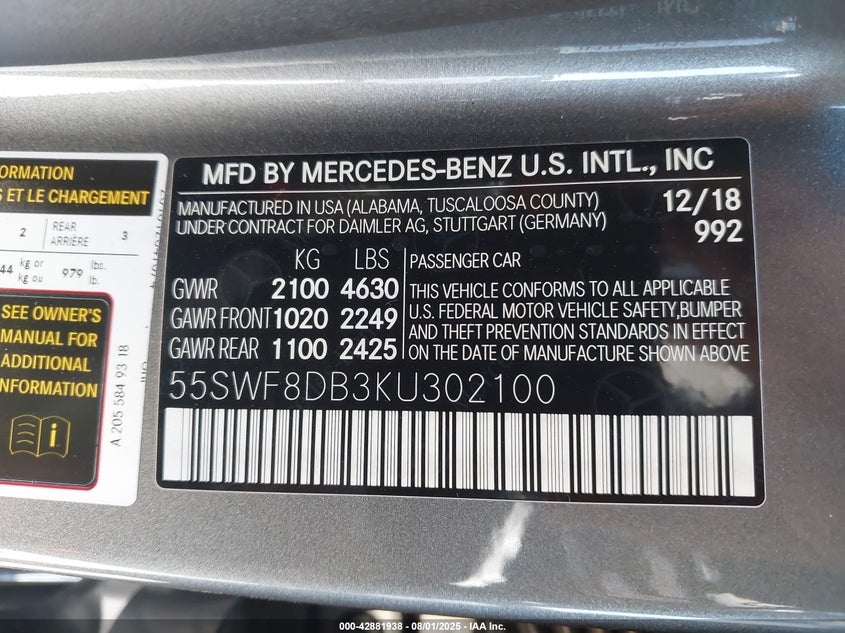 ORMATION
S ET LE CHARGEMENT
2 REAR ARRIÈRE 3
44 kg or kg ou 979 lbs. lb.
SEE OWNER'S
MANUAL FOR
ADDITIONAL
INFORMATION
A 205 584 93 18
MFD BY MERCEDES-BENZ U.S. INTL., INC
MANUFACTURED IN USA (ALABAMA, TUSCALOOSA COUNTY) 12/18
UNDER CONTRACT FOR DAIMLER AG, STUTTGART (GERMANY) 992
KG LBS PASSENGER CAR
GVWR 2100 4630
GAWR FRONT 1020 2249
GAWR REAR 1100 2425
THIS VEHICLE CONFORMS TO ALL APPLICABLE
U.S. FEDERAL MOTOR VEHICLE SAFETY,BUMPER
AND THEFT PREVENTION STANDARDS IN EFFECT
ON THE DATE OF MANUFACTURE SHOWN ABOVE
55SWF8DB3KU302100
000-42881938 - 08/01/2025 - IAA Inc.